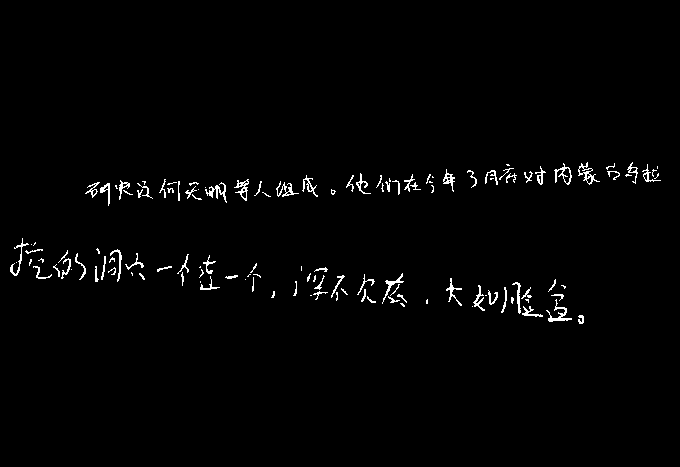 研究员何天明等人组成。他们在今年3月底对内蒙古乌拉
挖的洞穴一个连一个，深不见底，大如脸盆。